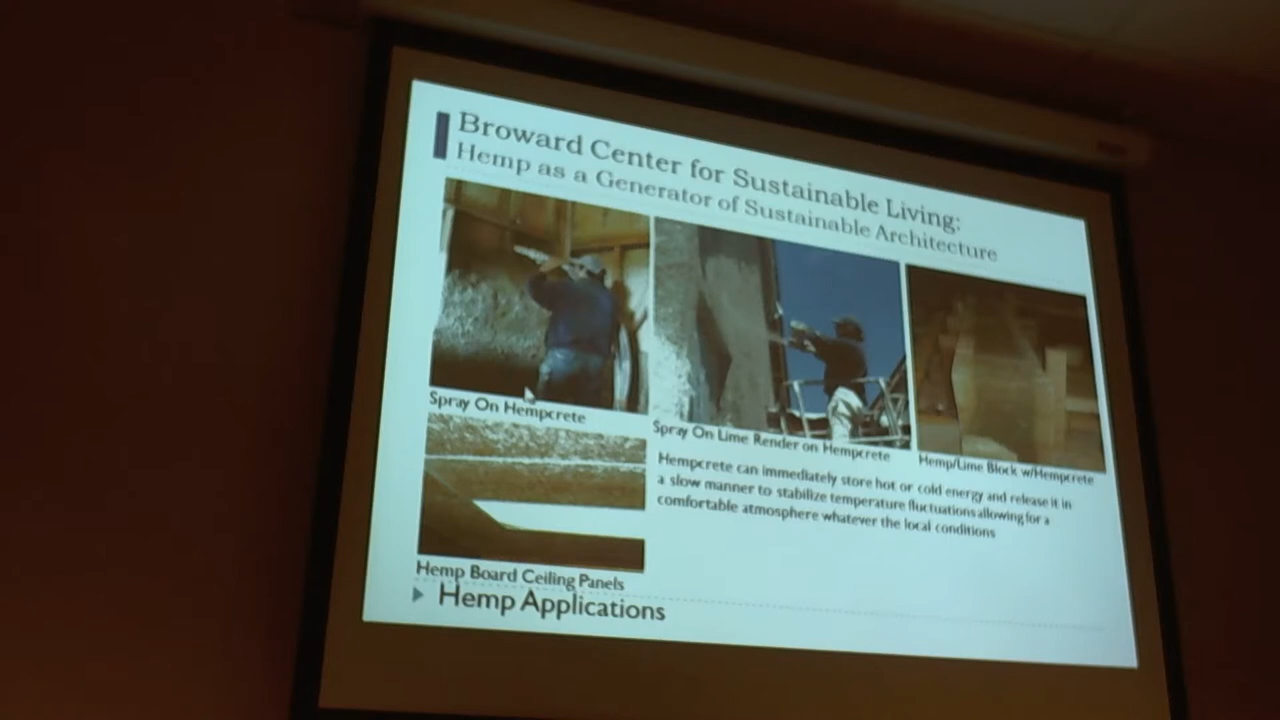 Broward Center for Sustainable Living:
Hemp as a Generator of Sustainable Architecture
Spray On Hempcrete
Spray On Lime Render on Hempcrete
Hemp/Lime Block w/Hempcrete
Hempcrete can immediately store hot or cold energy and release it in
a slow manner to stabilize temperature fluctuations allowing for a
comfortable atmosphere whatever the local conditions
Hemp Board Ceiling Panels
Hemp Applications